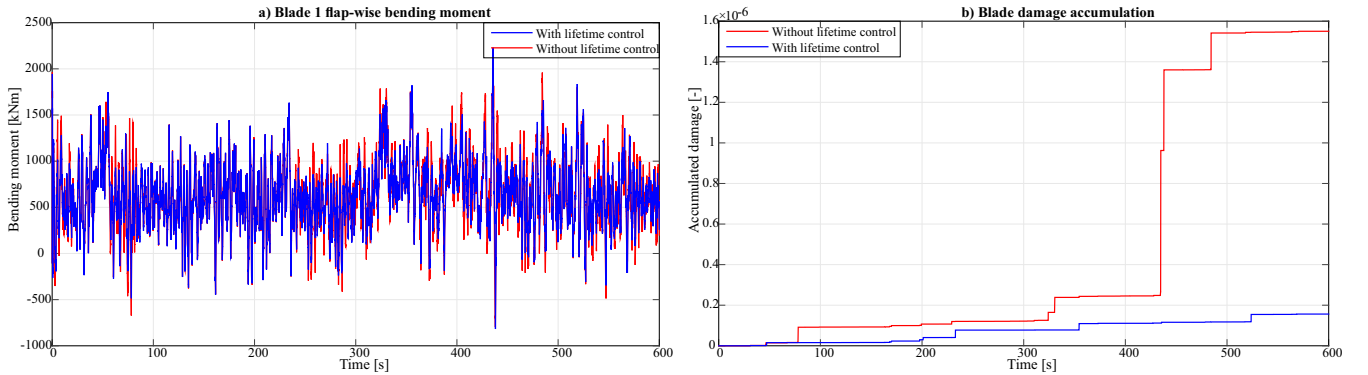 a) Blade 1 flap-wise bending moment
With lifetime control
Without lifetime control
2500
2000
1500
1000
500
0
-500
-1000
Bending moment [kNm]
0 100 200 300 400 500 600
Time [s]
b) Blade damage accumulation
1.6 ×10⁻⁶
Without lifetime control
With lifetime control
1.4
1.2
1
0.8
0.6
0.4
0.2
0
Accumulated damage [-]
0 100 200 300 400 500 600
Time [s]